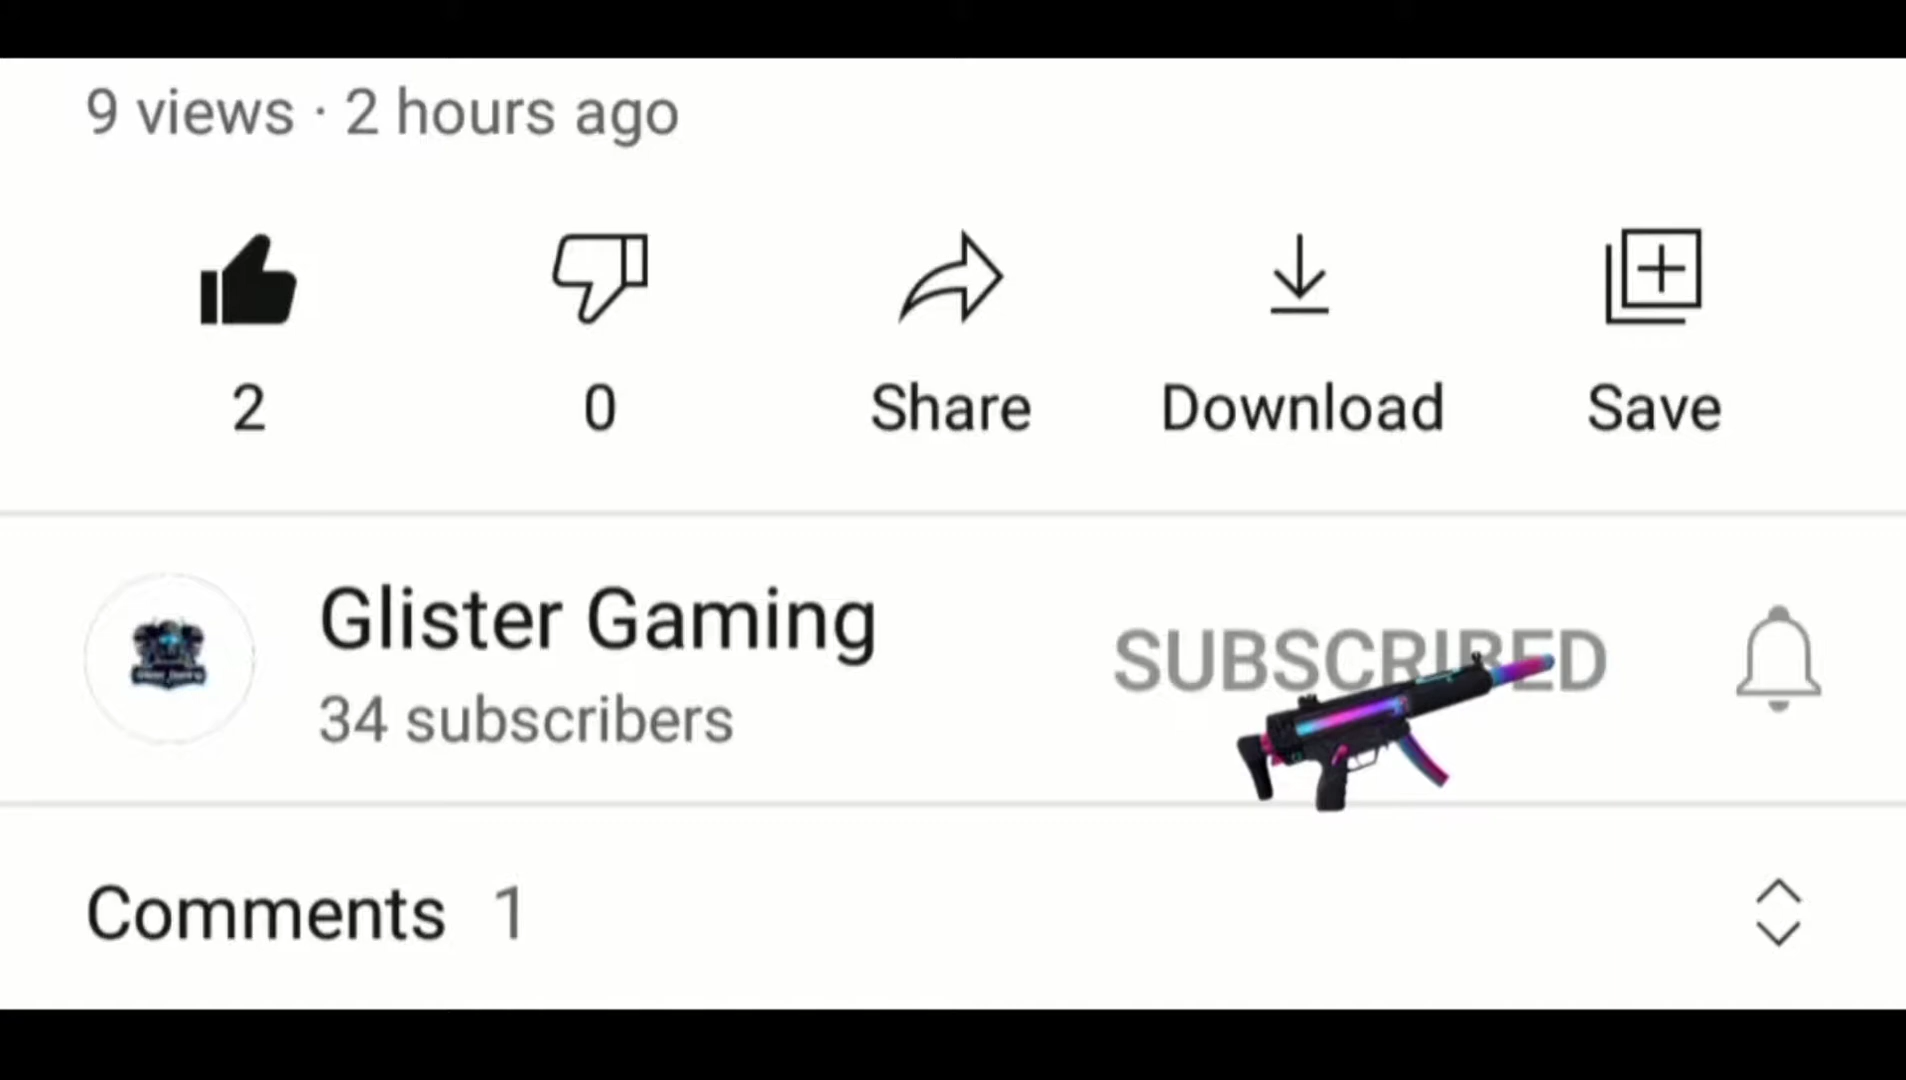 9 views · 2 hours ago
2
0
Share
Download
Save
Glister Gaming
SUBSCRIBED
34 subscribers
Comments 1